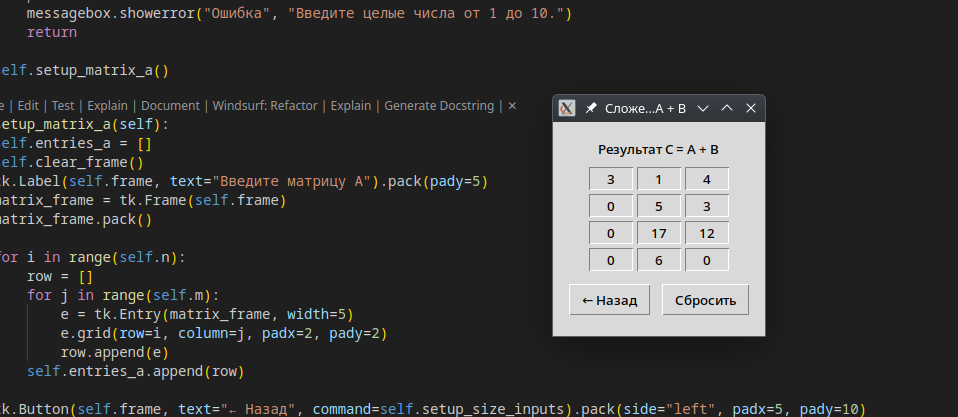 messagebox.showerror("Ошибка", "Введите целые числа от 1 до 10.")
return
elf.setup_matrix_a()
e | Edit | Test | Explain | Document | Windsurf: Refactor | Explain | Generate Docstring | ×
setup_matrix_a(self):
elf.entries_a = []
elf.clear_frame()
tk.Label(self.frame, text="Введите матрицу A").pack(pady=5)
matrix_frame = tk.Frame(self.frame)
matrix_frame.pack()
for i in range(self.n):
row = []
for j in range(self.m):
e = tk.Entry(matrix_frame, width=5)
e.grid(row=i, column=j, padx=2, pady=2)
row.append(e)
self.entries_a.append(row)
tk.Button(self.frame, text="← Назад", command=self.setup_size_inputs).pack(side="left", padx=5, pady=10)
Сложе...A + B
Результат C = A + B
3 1 4
0 5 3
0 17 12
0 6 0
← Назад Сбросить